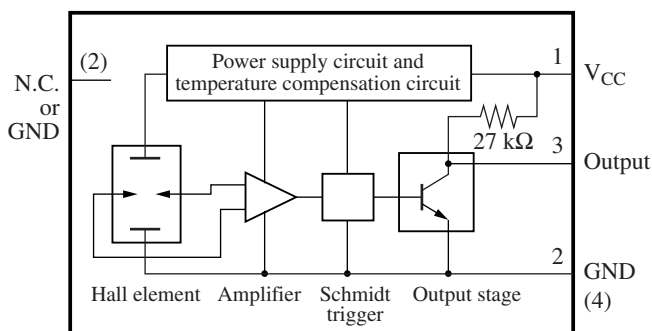 Power supply circuit and
temperature compensation circuit
(2)
N.C.
or
GND
1
V_CC
27 kΩ
3
Output
2
GND
(4)
Hall element
Amplifier
Schmidt
trigger
Output stage